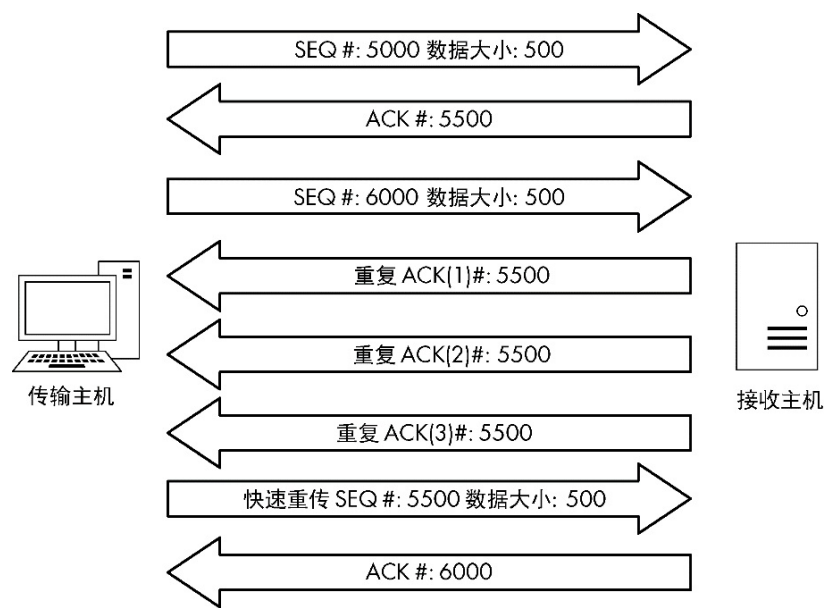 SEQ #: 5000 数据大小: 500
ACK #: 5500
SEQ #: 6000 数据大小: 500
重复 ACK(1)#: 5500
重复 ACK(2)#: 5500
传输主机
接收主机
重复 ACK(3)#: 5500
快速重传 SEQ #: 5500 数据大小: 500
ACK #: 6000